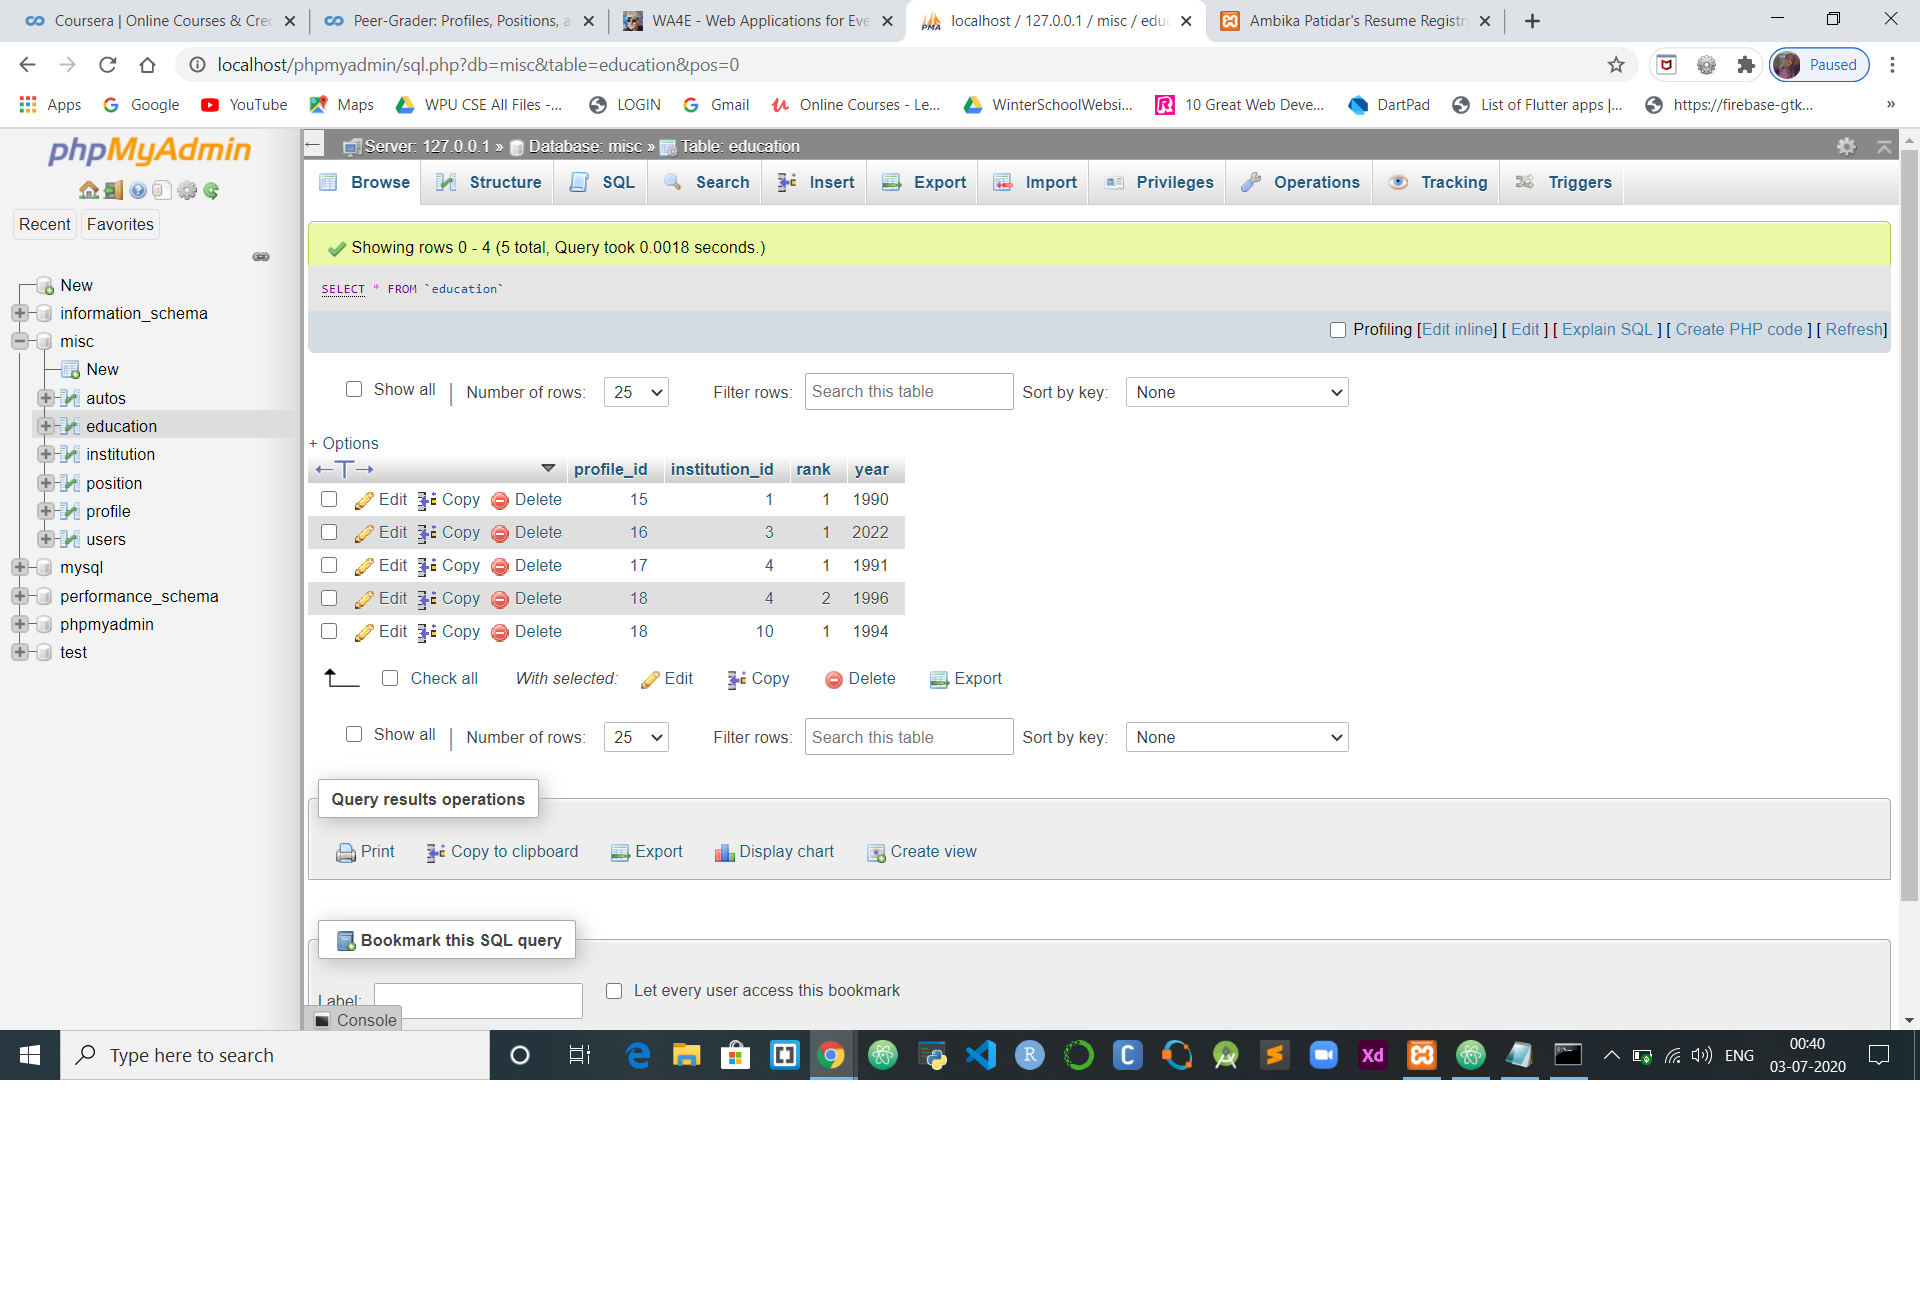 Coursera | Online Courses & Cre
Peer-Grader: Profiles, Positions, a
WA4E - Web Applications for Eve
localhost / 127.0.0.1 / misc / edu
Ambika Patidar's Resume Registr
localhost/phpmyadmin/sql.php?db=misc&table=education&pos=0
Paused
Apps
Google
YouTube
Maps
WPU CSE All Files -...
LOGIN
Gmail
Online Courses - Le...
WinterSchoolWebsi...
10 Great Web Deve...
DartPad
List of Flutter apps |...
https://firebase-gtk...
»
phpMyAdmin
Recent
Favorites
New
information_schema
misc
New
autos
education
institution
position
profile
users
mysql
performance_schema
phpmyadmin
test
Server: 127.0.0.1 » Database: misc » Table: education
Browse
Structure
SQL
Search
Insert
Export
Import
Privileges
Operations
Tracking
Triggers
Showing rows 0 - 4 (5 total, Query took 0.0018 seconds.)
SELECT * FROM `education`
Profiling [Edit inline] [ Edit ] [ Explain SQL ] [ Create PHP code ] [ Refresh]
Show all | Number of rows: 25 Filter rows: Search this table Sort by key: None
+ Options
←T→ profile_id institution_id rank year
Edit Copy Delete 15 1 1 1990
Edit Copy Delete 16 3 1 2022
Edit Copy Delete 17 4 1 1991
Edit Copy Delete 18 4 2 1996
Edit Copy Delete 18 10 1 1994
Check all With selected: Edit Copy Delete Export
Show all | Number of rows: 25 Filter rows: Search this table Sort by key: None
Query results operations
Print Copy to clipboard Export Display chart Create view
Bookmark this SQL query
Label: Let every user access this bookmark
Console
Type here to search
ENG
00:40
03-07-2020